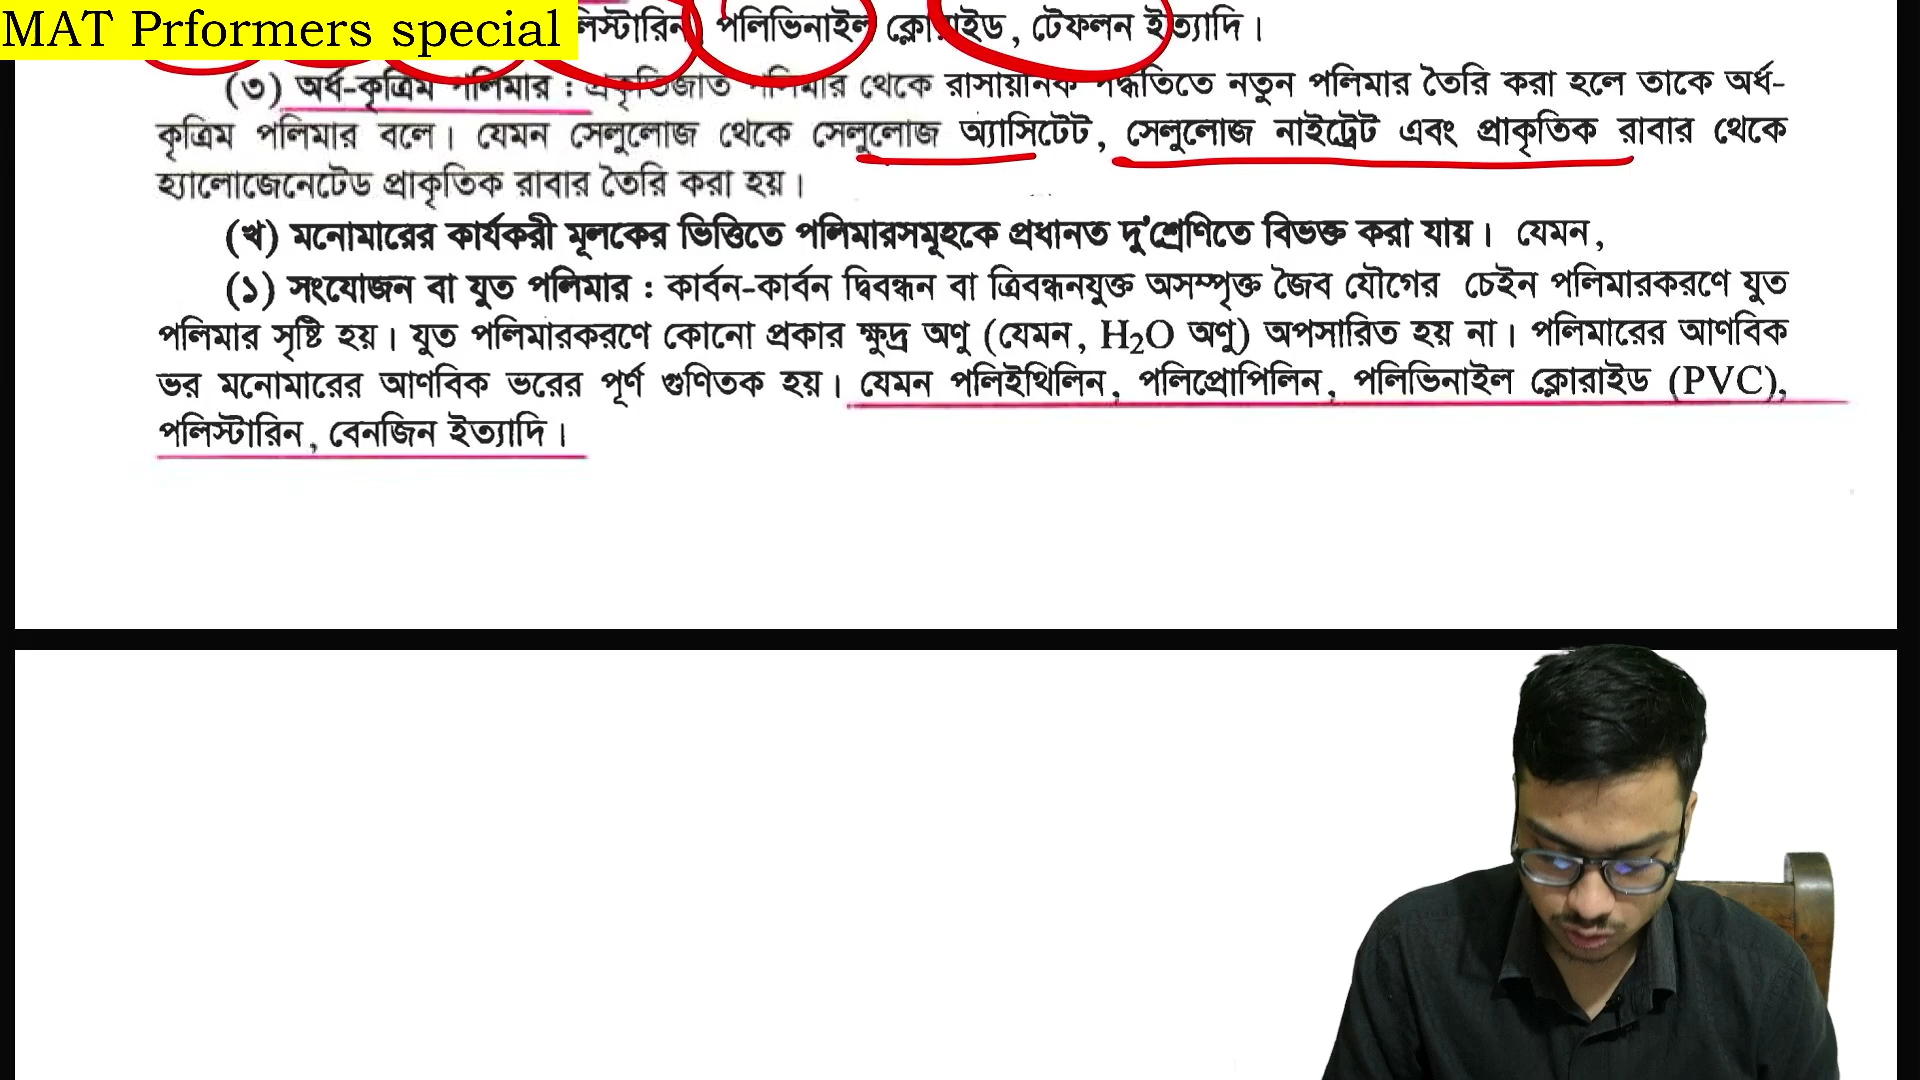 MAT Prformers special
লিস্টারিন, পলিভিনাইল ক্লোরাইড, টেফলন ইত্যাদি।
(৩) অর্ধ-কৃত্রিম পলিমার : প্রকৃতিজাত পলিমার থেকে রাসায়নিক পদ্ধতিতে নতুন পলিমার তৈরি করা হলে তাকে অর্ধ-
কৃত্রিম পলিমার বলে। যেমন সেলুলোজ থেকে সেলুলোজ অ্যাসিটেট, সেলুলোজ নাইট্রেট এবং প্রাকৃতিক রাবার থেকে
হ্যালোজেনেটেড প্রাকৃতিক রাবার তৈরি করা হয়।
(খ) মনোমারের কার্যকরী মূলকের ভিত্তিতে পলিমারসমূহকে প্রধানত দু'শ্রেণিতে বিভক্ত করা যায়। যেমন,
(১) সংযোজন বা যুত পলিমার : কার্বন-কার্বন দ্বিবন্ধন বা ত্রিবন্ধনযুক্ত অসম্পৃক্ত জৈব যৌগের চেইন পলিমারকরণে যুত
পলিমার সৃষ্টি হয়। যুত পলিমারকরণে কোনো প্রকার ক্ষুদ্র অণু (যেমন, H₂O অণু) অপসারিত হয় না। পলিমারের আণবিক
ভর মনোমারের আণবিক ভরের পূর্ণ গুণিতক হয়। যেমন পলিইথিলিন, পলিপ্রোপিলিন, পলিভিনাইল ক্লোরাইড (PVC),
পলিস্টারিন, বেনজিন ইত্যাদি।